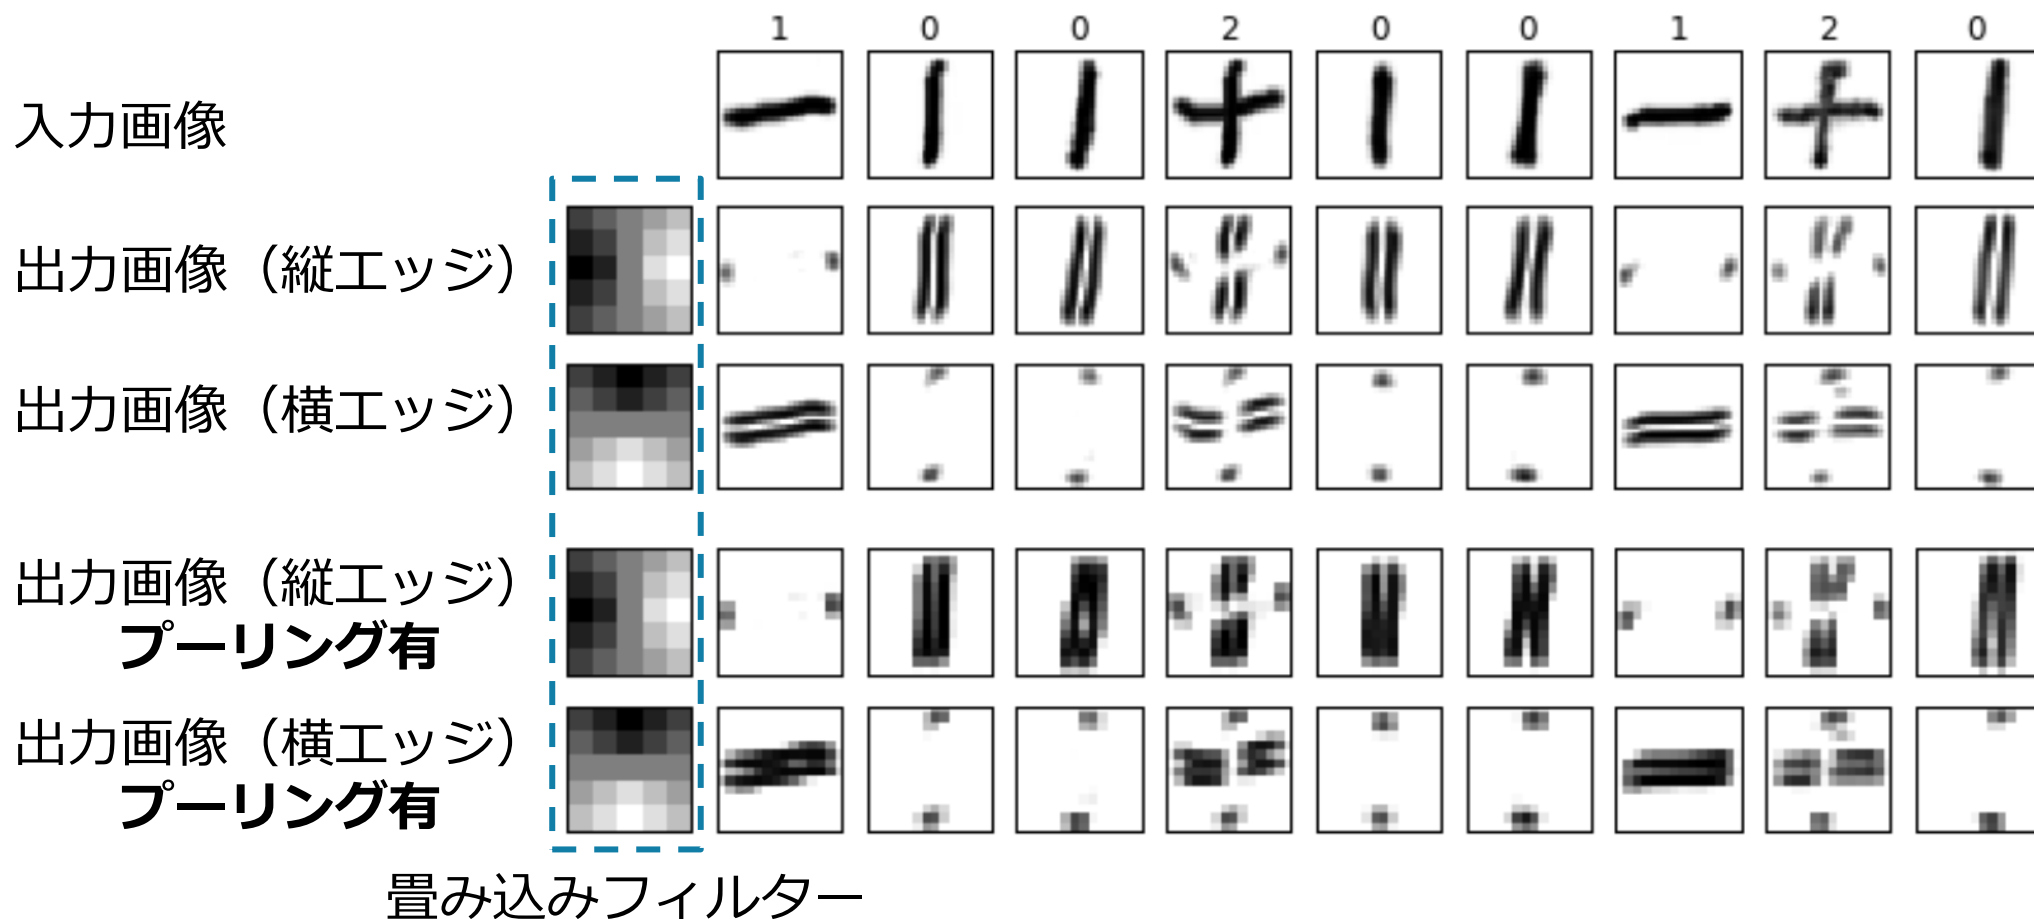 1 0 0 2 0 0 1 2 0
入力画像
出力画像（縦エッジ）
出力画像（横エッジ）
出力画像（縦エッジ）
プーリング有
出力画像（横エッジ）
プーリング有
畳み込みフィルター